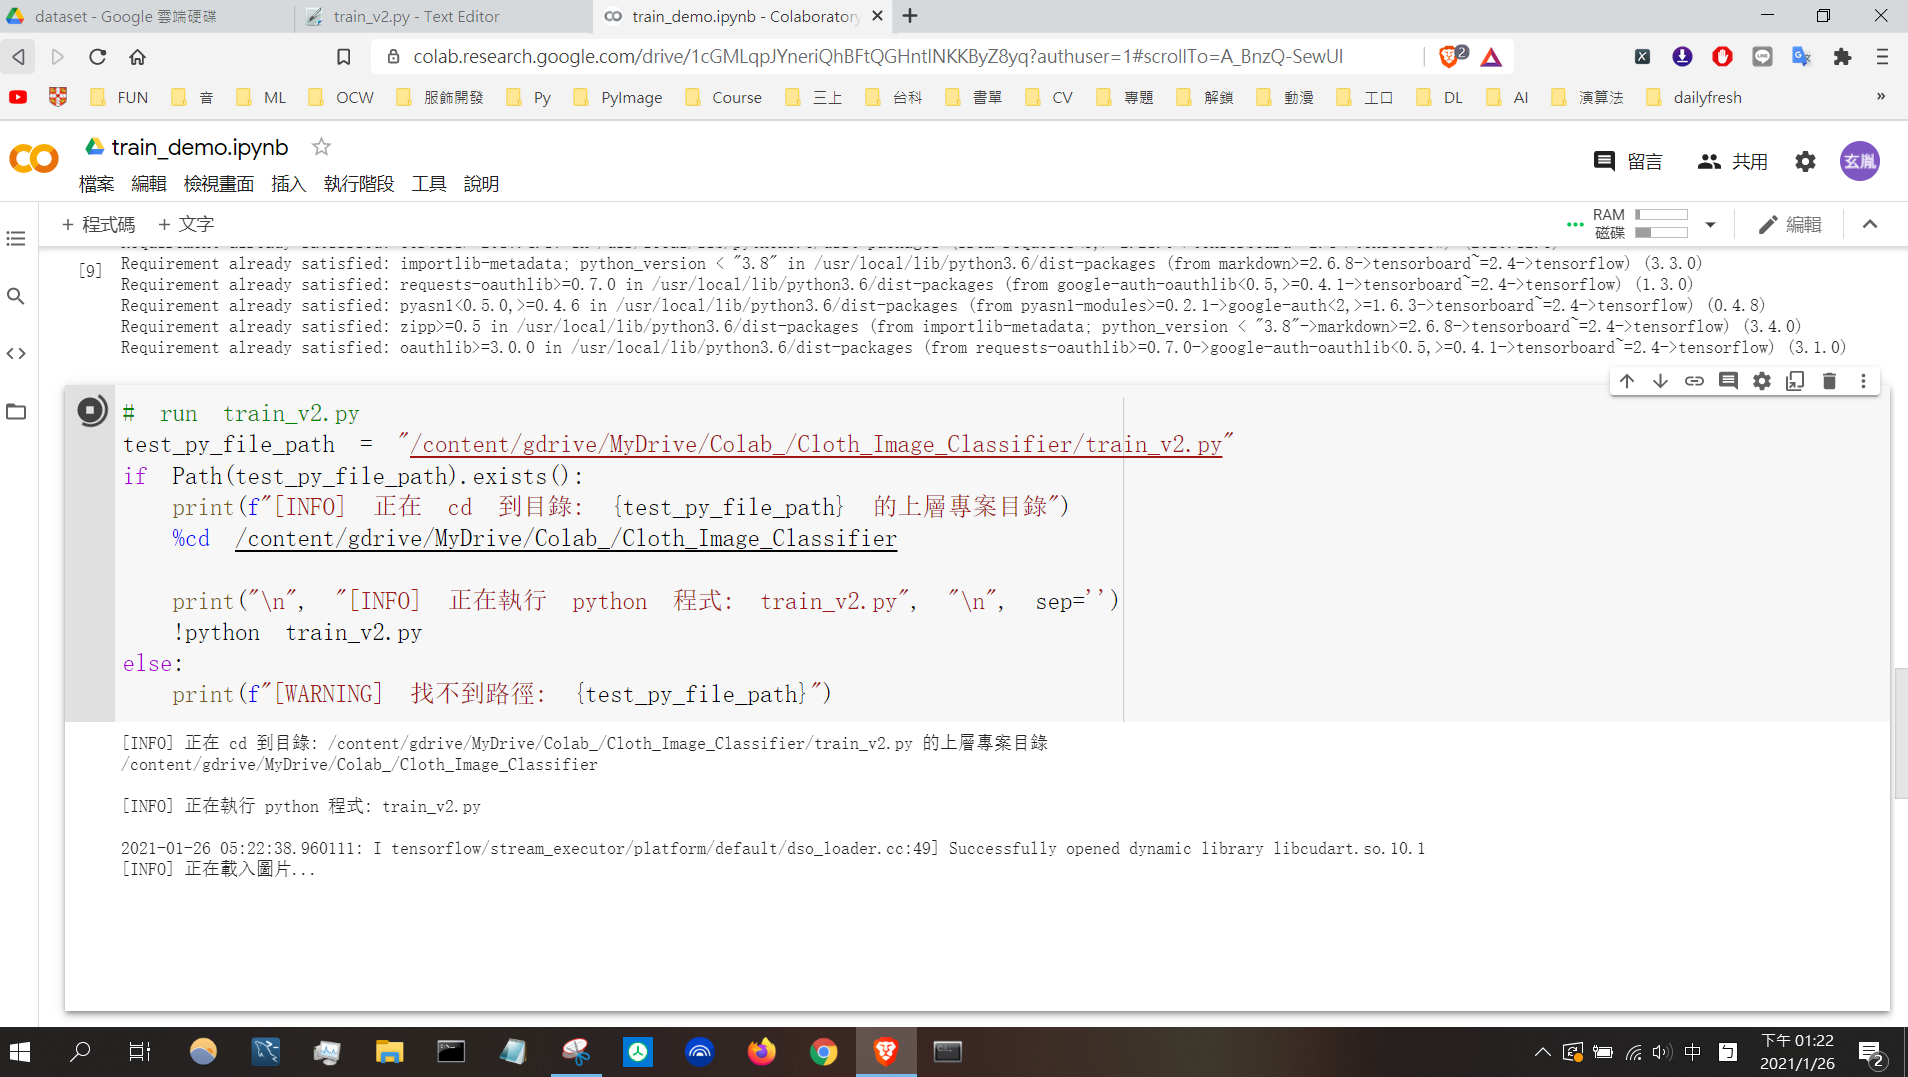 dataset - Google 雲端硬碟
train_v2.py - Text Editor
train_demo.ipynb - Colaboratory
colab.research.google.com/drive/1cGMLqpJYneriQhBFtQGHntlNKKByZ8yq?authuser=1#scrollTo=A_BnzQ-SewUI
2
FUN 音 ML OCW 服飾開發 Py PyImage Course 三上 台科 書單 CV 專題 解鎖 動漫 工口 DL AI 演算法 dailyfresh »
train_demo.ipynb
留言 共用 玄胤
檔案 編輯 檢視畫面 插入 執行階段 工具 說明
+ 程式碼 + 文字
RAM
磁碟
編輯
[9]
Requirement already satisfied: importlib-metadata; python_version < "3.8" in /usr/local/lib/python3.6/dist-packages (from markdown>=2.6.8->tensorboard~=2.4->tensorflow) (3.3.0)
Requirement already satisfied: requests-oauthlib>=0.7.0 in /usr/local/lib/python3.6/dist-packages (from google-auth-oauthlib<0.5,>=0.4.1->tensorboard~=2.4->tensorflow) (1.3.0)
Requirement already satisfied: pyasn1<0.5.0,>=0.4.6 in /usr/local/lib/python3.6/dist-packages (from pyasn1-modules>=0.2.1->google-auth<2,>=1.6.3->tensorboard~=2.4->tensorflow) (0.4.8)
Requirement already satisfied: zipp>=0.5 in /usr/local/lib/python3.6/dist-packages (from importlib-metadata; python_version < "3.8"->markdown>=2.6.8->tensorboard~=2.4->tensorflow) (3.4.0)
Requirement already satisfied: oauthlib>=3.0.0 in /usr/local/lib/python3.6/dist-packages (from requests-oauthlib>=0.7.0->google-auth-oauthlib<0.5,>=0.4.1->tensorboard~=2.4->tensorflow) (3.1.0)
# run train_v2.py
test_py_file_path = "/content/gdrive/MyDrive/Colab_/Cloth_Image_Classifier/train_v2.py"
if Path(test_py_file_path).exists():
print(f"[INFO] 正在 cd 到目錄: {test_py_file_path} 的上層專案目錄")
%cd /content/gdrive/MyDrive/Colab_/Cloth_Image_Classifier
print("\n", "[INFO] 正在執行 python 程式: train_v2.py", "\n", sep='')
!python train_v2.py
else:
print(f"[WARNING] 找不到路徑: {test_py_file_path}")
[INFO] 正在 cd 到目錄: /content/gdrive/MyDrive/Colab_/Cloth_Image_Classifier/train_v2.py 的上層專案目錄
/content/gdrive/MyDrive/Colab_/Cloth_Image_Classifier
[INFO] 正在執行 python 程式: train_v2.py
2021-01-26 05:22:38.960111: I tensorflow/stream_executor/platform/default/dso_loader.cc:49] Successfully opened dynamic library libcudart.so.10.1
[INFO] 正在載入圖片...
中
下午 01:22
2021/1/26
2